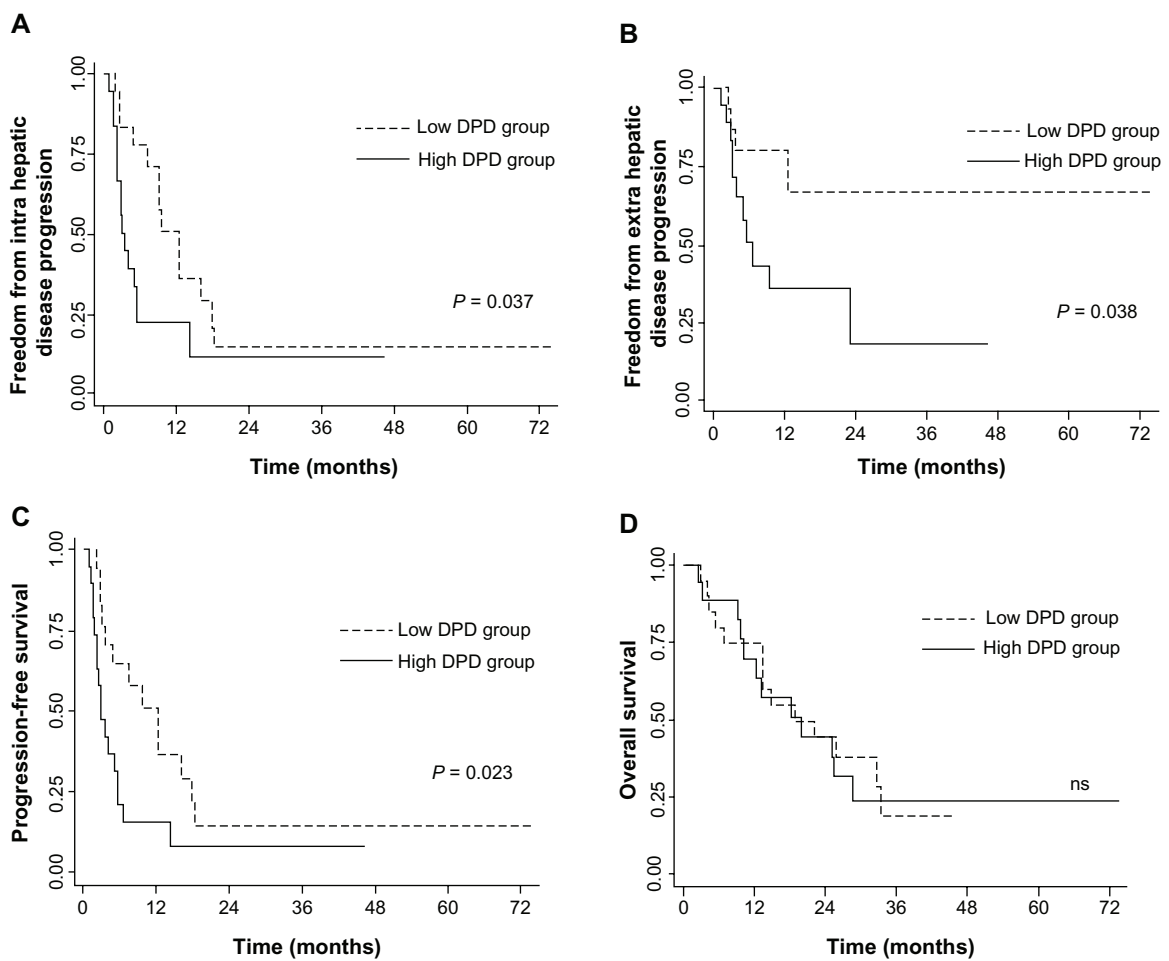 A
Freedom from intra hepatic
disease progression
1.00
0.75
0.50
0.25
0.00
Low DPD group
High DPD group
P = 0.037
0 12 24 36 48 60 72
Time (months)
B
Freedom from extra hepatic
disease progression
1.00
0.75
0.50
0.25
0.00
Low DPD group
High DPD group
P = 0.038
0 12 24 36 48 60 72
Time (months)
C
Progression-free survival
1.00
0.75
0.50
0.25
0.00
Low DPD group
High DPD group
P = 0.023
0 12 24 36 48 60 72
Time (months)
D
Overall survival
1.00
0.75
0.50
0.25
0.00
Low DPD group
High DPD group
ns
0 12 24 36 48 60 72
Time (months)